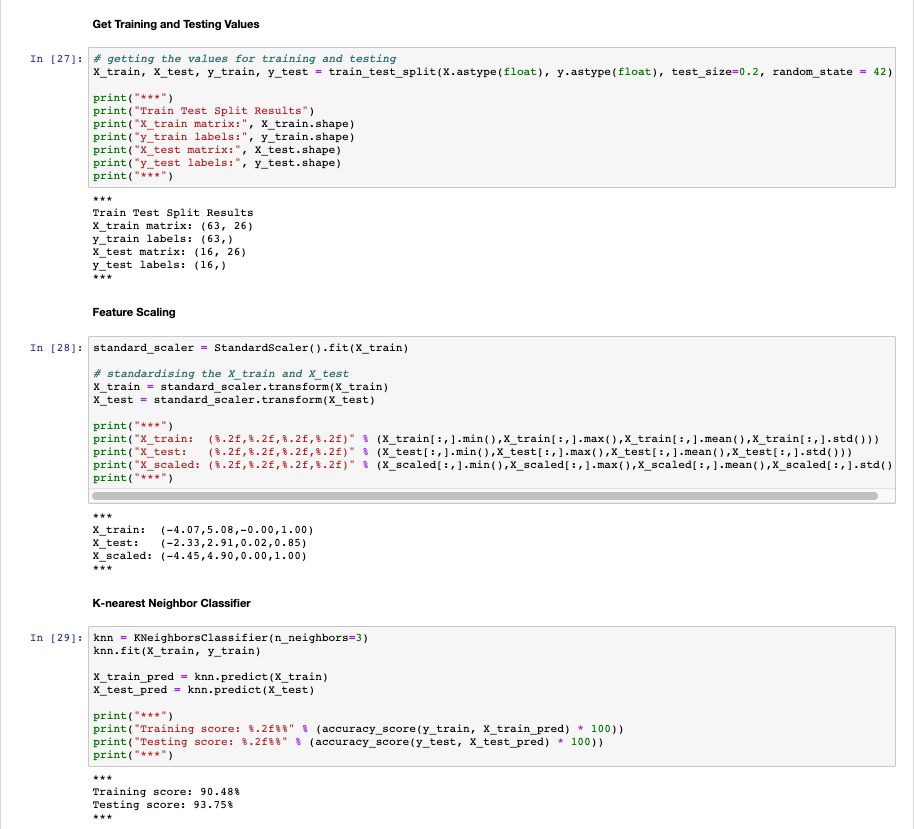 Get Training and Testing Values
In [27]: # getting the values for training and testing
X_train, X_test, y_train, y_test = train_test_split(X.astype(float), y.astype(float), test_size=0.2, random_state = 42)
print("***")
print("Train Test Split Results")
print("X_train matrix:", X_train.shape)
print("y_train labels:", y_train.shape)
print("X_test matrix:", X_test.shape)
print("y_test labels:", y_test.shape)
print("***")
***
Train Test Split Results
X_train matrix: (63, 26)
y_train labels: (63,)
X_test matrix: (16, 26)
y_test labels: (16,)
***
Feature Scaling
In [28]: standard_scaler = StandardScaler().fit(X_train)
# standardising the X_train and X_test
X_train = standard_scaler.transform(X_train)
X_test = standard_scaler.transform(X_test)
print("***")
print("X_train:  (%.2f,%.2f,%.2f,%.2f)" % (X_train[:,].min(),X_train[:,].max(),X_train[:,].mean(),X_train[:,].std()))
print("X_test:   (%.2f,%.2f,%.2f,%.2f)" % (X_test[:,].min(),X_test[:,].max(),X_test[:,].mean(),X_test[:,].std()))
print("X_scaled: (%.2f,%.2f,%.2f,%.2f)" % (X_scaled[:,].min(),X_scaled[:,].max(),X_scaled[:,].mean(),X_scaled[:,].std()
print("***")
***
X_train:  (-4.07,5.08,-0.00,1.00)
X_test:   (-2.33,2.91,0.02,0.85)
X_scaled: (-4.45,4.90,0.00,1.00)
***
K-nearest Neighbor Classifier
In [29]: knn = KNeighborsClassifier(n_neighbors=3)
knn.fit(X_train, y_train)
X_train_pred = knn.predict(X_train)
X_test_pred = knn.predict(X_test)
print("***")
print("Training score: %.2f%%" % (accuracy_score(y_train, X_train_pred) * 100))
print("Testing score: %.2f%%" % (accuracy_score(y_test, X_test_pred) * 100))
print("***")
***
Training score: 90.48%
Testing score: 93.75%
***